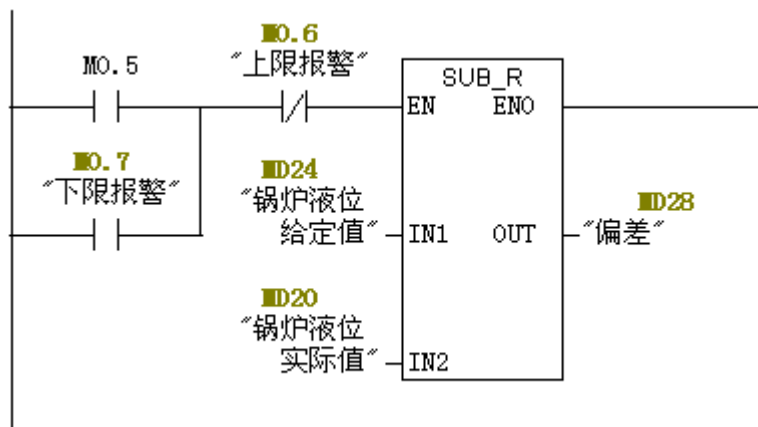 M0.5
M0.6
"上限报警"
SUB_R
EN ENO
M0.7
"下限报警"
MD24
"锅炉液位
给定值"
IN1 OUT
MD28
"偏差"
MD20
"锅炉液位
实际值"
IN2